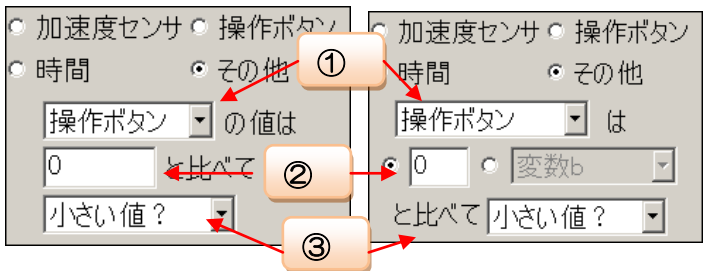 加速度センサ 操作ボタン
時間 その他
操作ボタン の値は
0 と比べて
小さい値?
加速度センサ 操作ボタン
時間 その他
操作ボタン は
0 変数b
と比べて 小さい値?
①
②
③